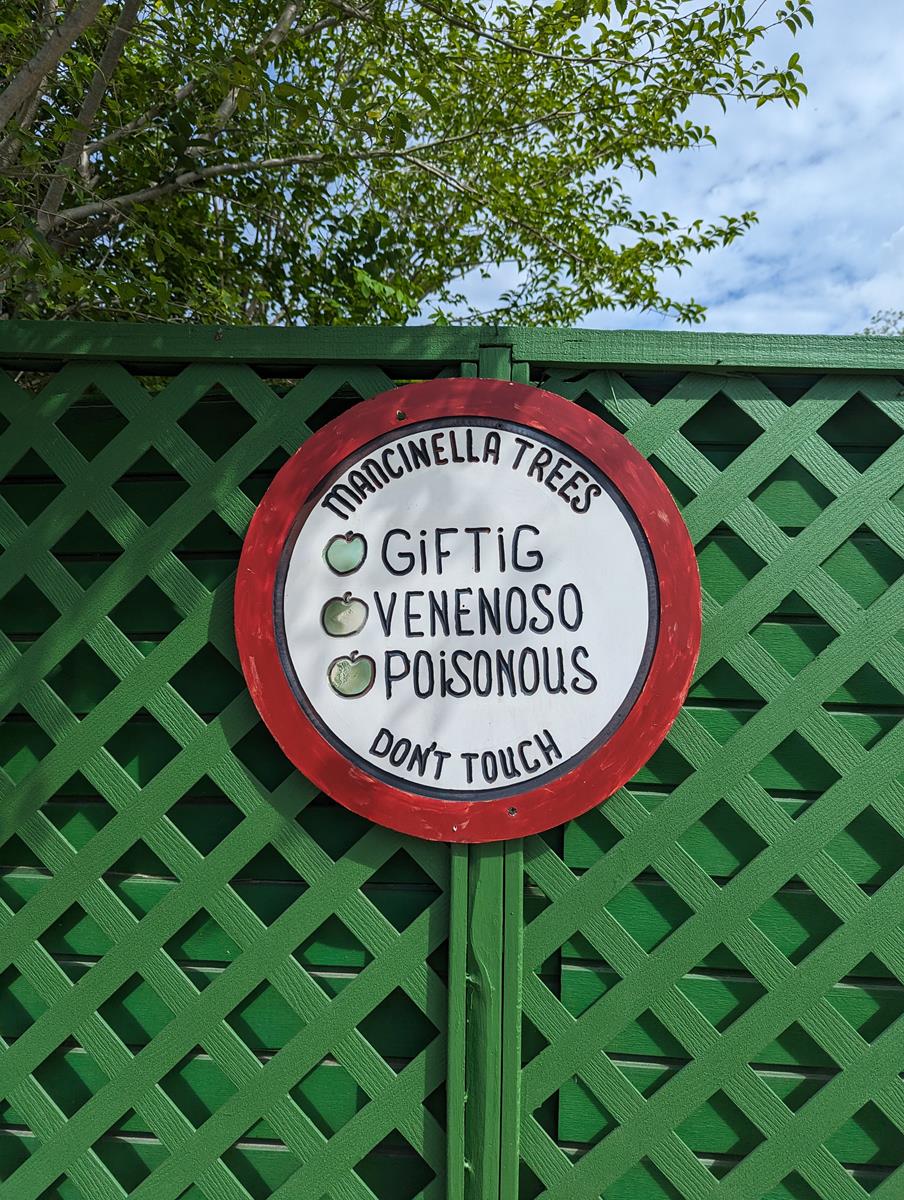 MANCINELLA TREES
GiFTiG
VENENOSO
POiSONOUS
DON'T TOUCH